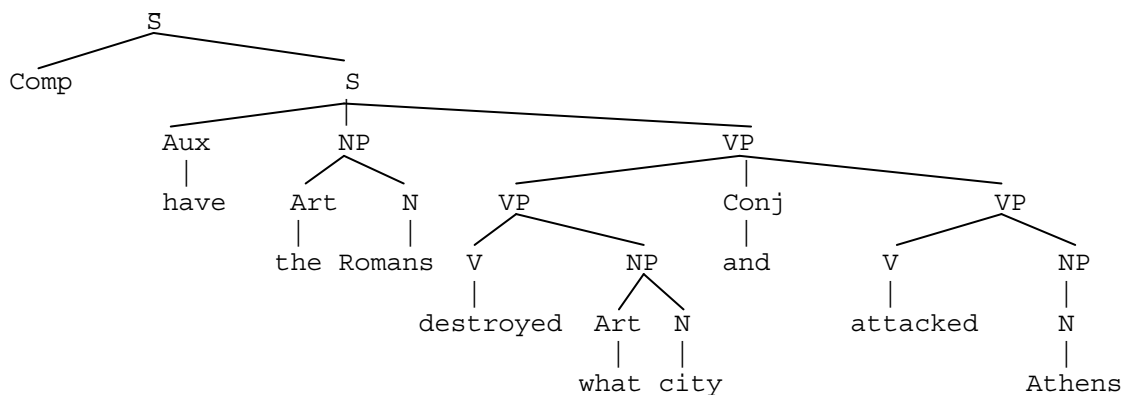 S
Comp S
Aux NP VP
have Art N VP Conj VP
the Romans V NP and V NP
destroyed Art N attacked N
what city Athens